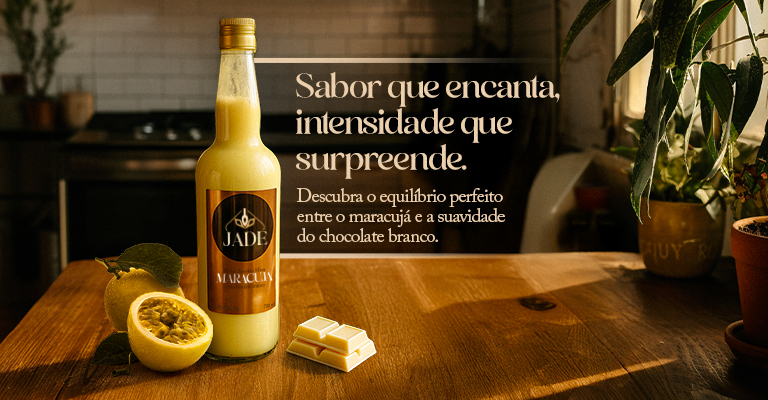 Sabor que encanta,
intensidade que
surpreende.
Descubra o equilíbrio perfeito
entre o maracujá e a suavidade
do chocolate branco.
JADE
MARACUJÁ